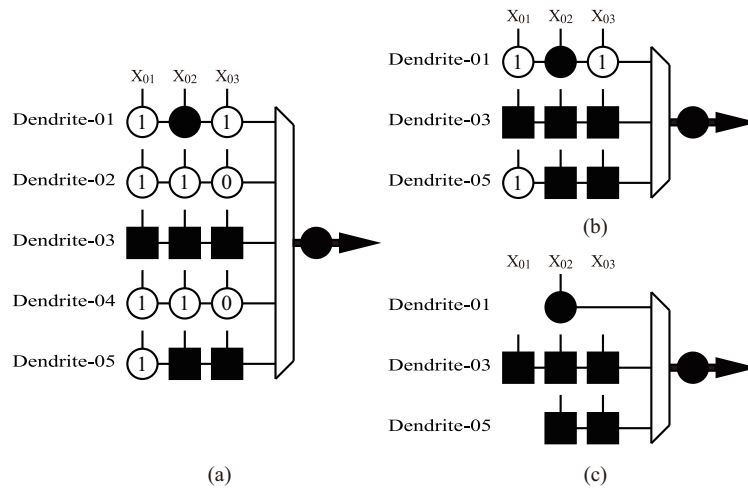 X01 X02 X03
Dendrite-01 1 1
Dendrite-02 1 1 0
Dendrite-03
Dendrite-04 1 1 0
Dendrite-05 1
(a)
X01 X02 X03
Dendrite-01 1 1
Dendrite-03
Dendrite-05 1
(b)
X01 X02 X03
Dendrite-01
Dendrite-03
Dendrite-05
(c)